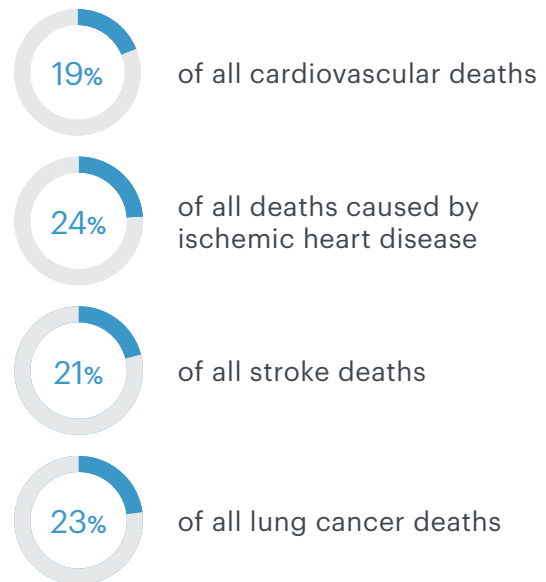 19%
of all cardiovascular deaths
24%
of all deaths caused by
ischemic heart disease
21%
of all stroke deaths
23%
of all lung cancer deaths